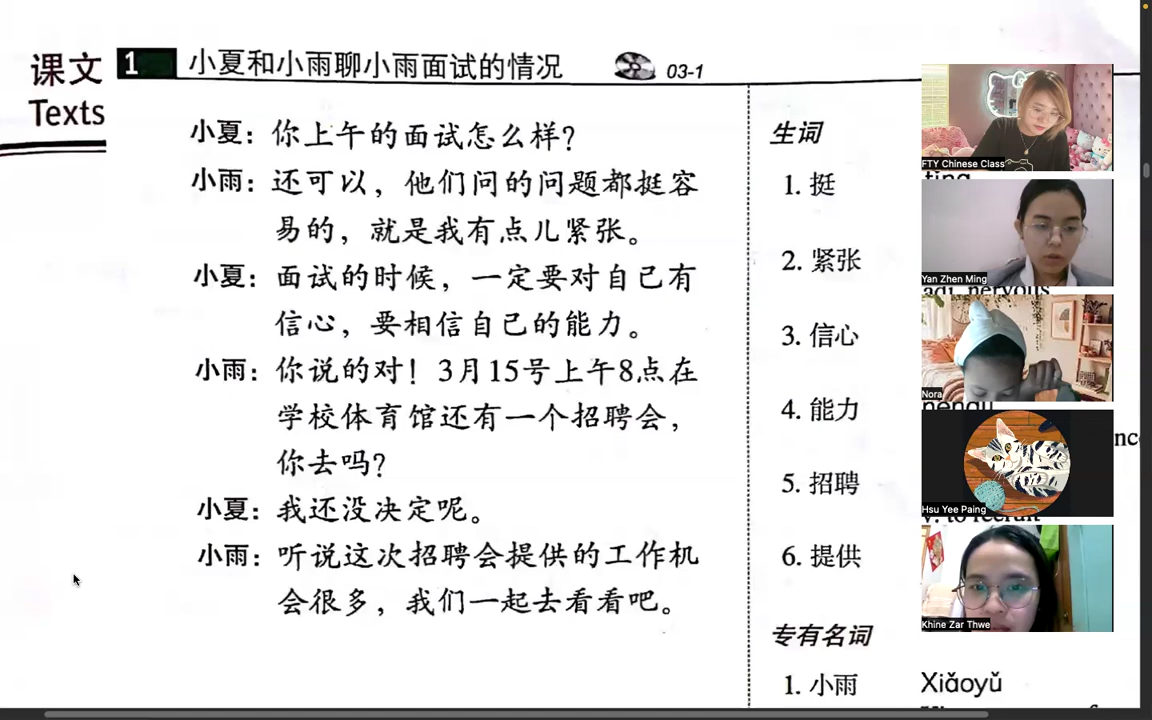 课文
Texts
1 小夏和小雨聊小雨面试的情况 03-1
小夏：你上午的面试怎么样？
小雨：还可以，他们问的问题都挺容
易的，就是我有点儿紧张。
小夏：面试的时候，一定要对自己有
信心，要相信自己的能力。
小雨：你说的对！3月15号上午8点在
学校体育馆还有一个招聘会，
你去吗？
小夏：我还没决定呢。
小雨：听说这次招聘会提供的工作机
会很多，我们一起去看看吧。
生词
1. 挺
2. 紧张
3. 信心
4. 能力
5. 招聘
6. 提供
专有名词
1. 小雨 Xiǎoyǔ
FTY Chinese Class
Yan Zhen Ming
adj. nervous
Nora
Hsu Yee Paing
v. to recruit
Khine Zar Thwe